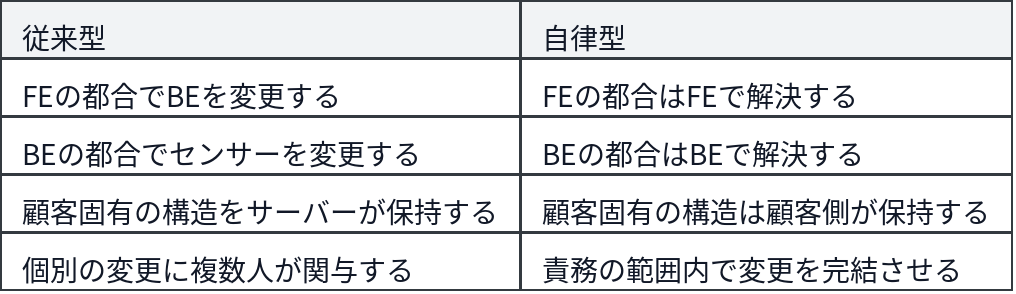 従来型 自律型
FEの都合でBEを変更する FEの都合はFEで解決する
BEの都合でセンサーを変更する BEの都合はBEで解決する
顧客固有の構造をサーバーが保持する 顧客固有の構造は顧客側が保持する
個別の変更に複数人が関与する 責務の範囲内で変更を完結させる